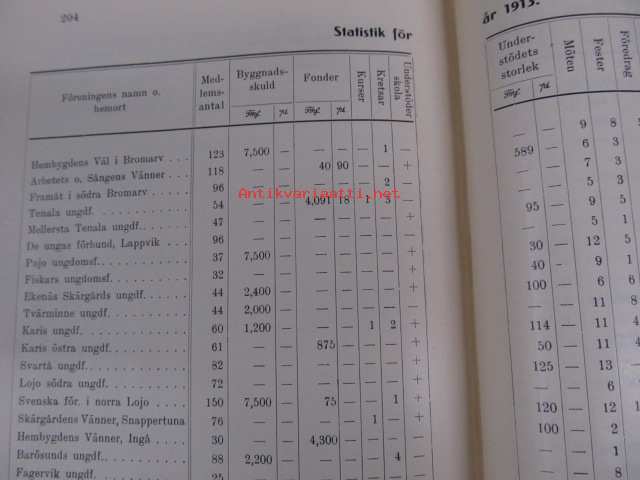 204
Statistik för
år 1913.
Föreningens namn o. hemort | Medlemsantal | Byggnadsskuld Fmf. pi. | Fonder Fmf. pi. | Kurser | Kretsar | Understöder skola
Hembygdens Väl i Bromarv . . . 123 7,500 — — — — 1 —
Arbetets o. Sångens Vänner . . 118 — — 40 90 — — +
Framåt i södra Bromarv . . . . 96 — — — — — 2 —
Tenala ungdf. 54 — — 4,091 18 1 3 —
Mellersta Tenala ungdf. 47 — — — — — — +
De ungas förbund, Lappvik . . 96 — — — — — — —
Pojo ungdomsf. 37 7,500 — — — — — +
Fiskars ungdomsf. 32 — — — — — — +
Ekenäs Skärgårds ungdf. 44 2,400 — — — — — —
Tvärminne ungdf. 44 2,000 — — — — — —
Karis ungdf. 60 1,200 — — — 1 2 +
Karis östra ungdf. 61 — — 875 — — — +
Svartå ungdf. 82 — — — — — — +
Lojo södra ungdf. 72 — — — — — — —
Svenska för. i norra Lojo . . . 150 7,500 — 75 — — 1 +
Skärgårdens Vänner, Snappertuna 76 — — — — 1 — +
Hembygdens Vänner, Ingå . . . 30 — — 4,300 — — — —
Barösunds ungdf. 88 2,200 — — — — 4 —
Fagervik ungdf.
Understödets storlek Fmf. pi. | Möten | Fester | Föredrag
— — 9 8
589 — 6 3
— — 7 3
— — 5 3
95 — 9 5
— — 5 1
30 — 12 5
40 - 9 1
100 — 6 6
— — 11 8
114 — 11 4
50 — 11 4
125 — 13
— — 6
120 — 12 1
100 — 2
— — 1
— — 8
Antikvariaatti.net